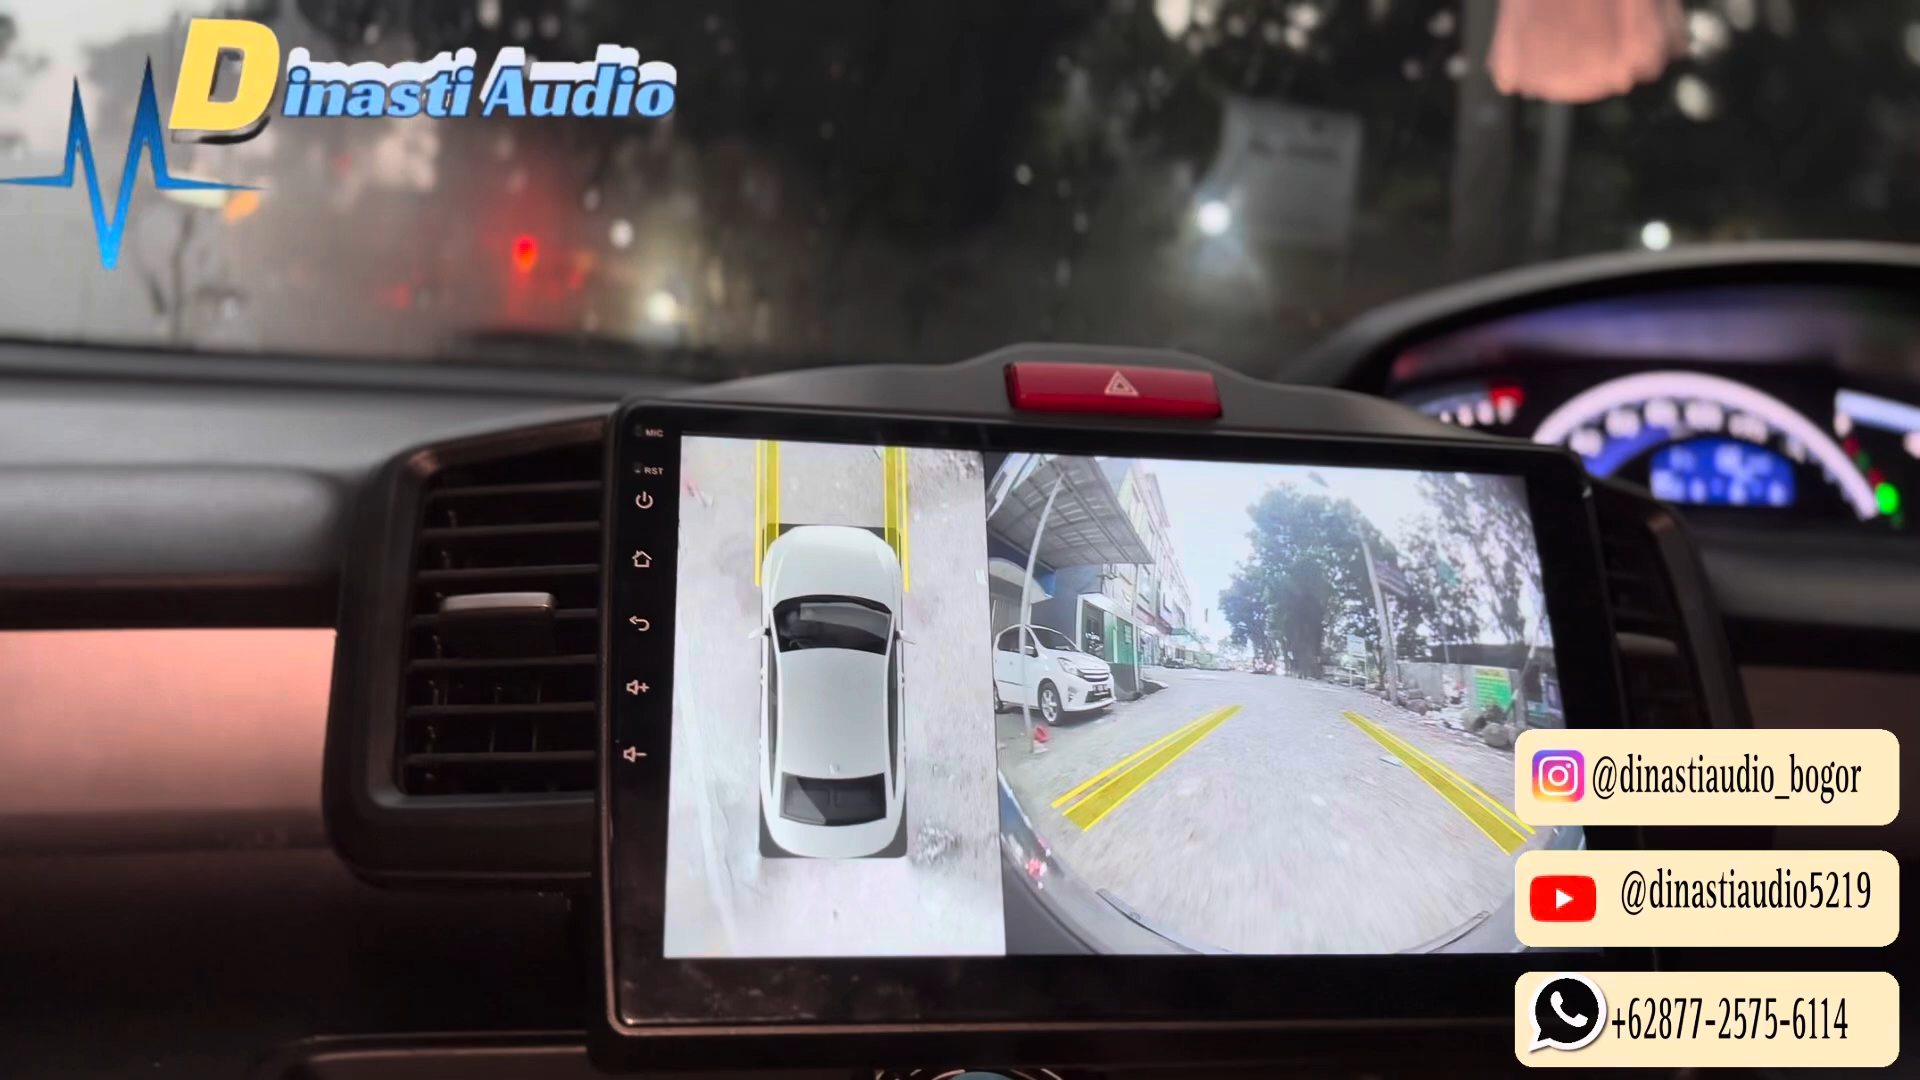 Dinasti Audio
MIC
RST
@dinastiaudio_bogor
@dinastiaudio5219
+62877-2575-6114